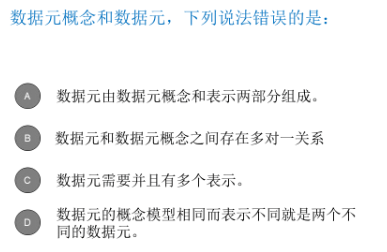 数据元概念和数据元，下列说法错误的是：
A 数据元由数据元概念和表示两部分组成。
B 数据元和数据元概念之间存在多对一关系
C 数据元需要并且有多个表示。
D 数据元的概念模型相同而表示不同就是两个不
同的数据元。